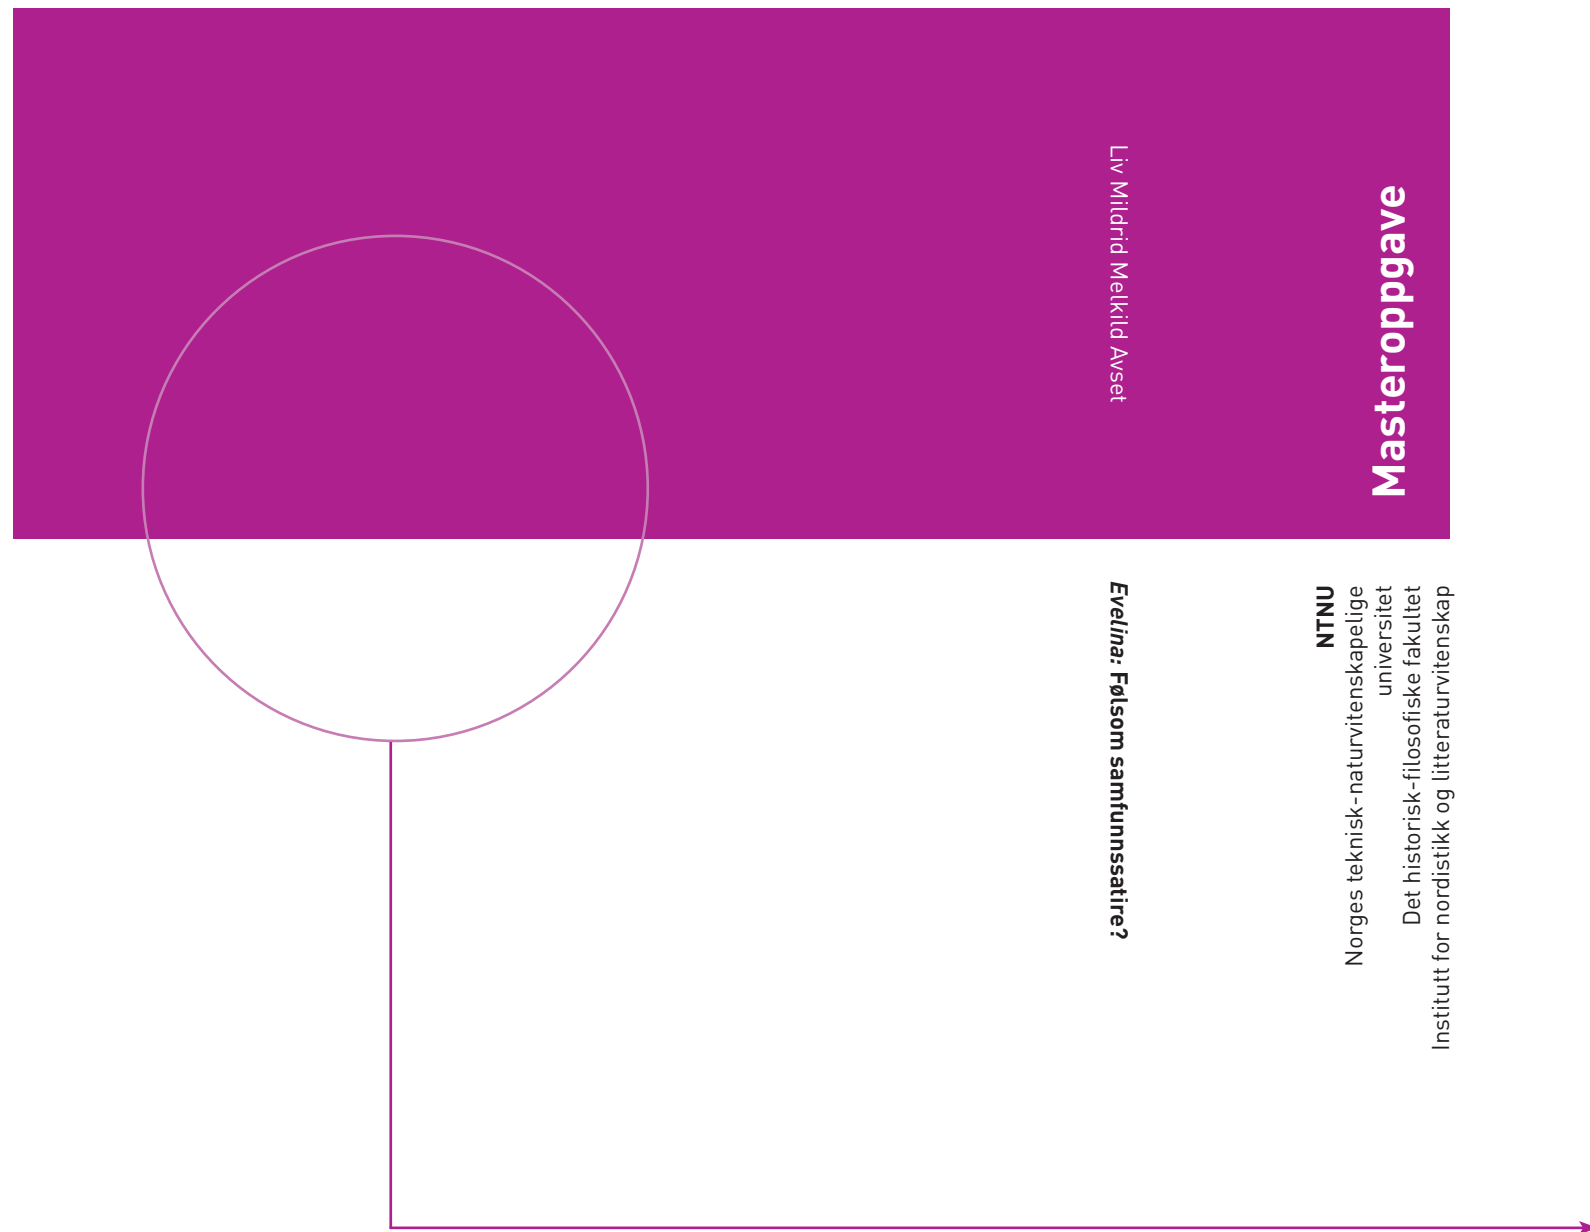 Liv Mildrid Melkild Avset
Evelina: Følsom samfunnssatire?
Masteroppgave
NTNU
Norges teknisk-naturvitenskapelige
universitet
Det historisk-filosofiske fakultet
Institutt for nordistikk og litteraturvitenskap